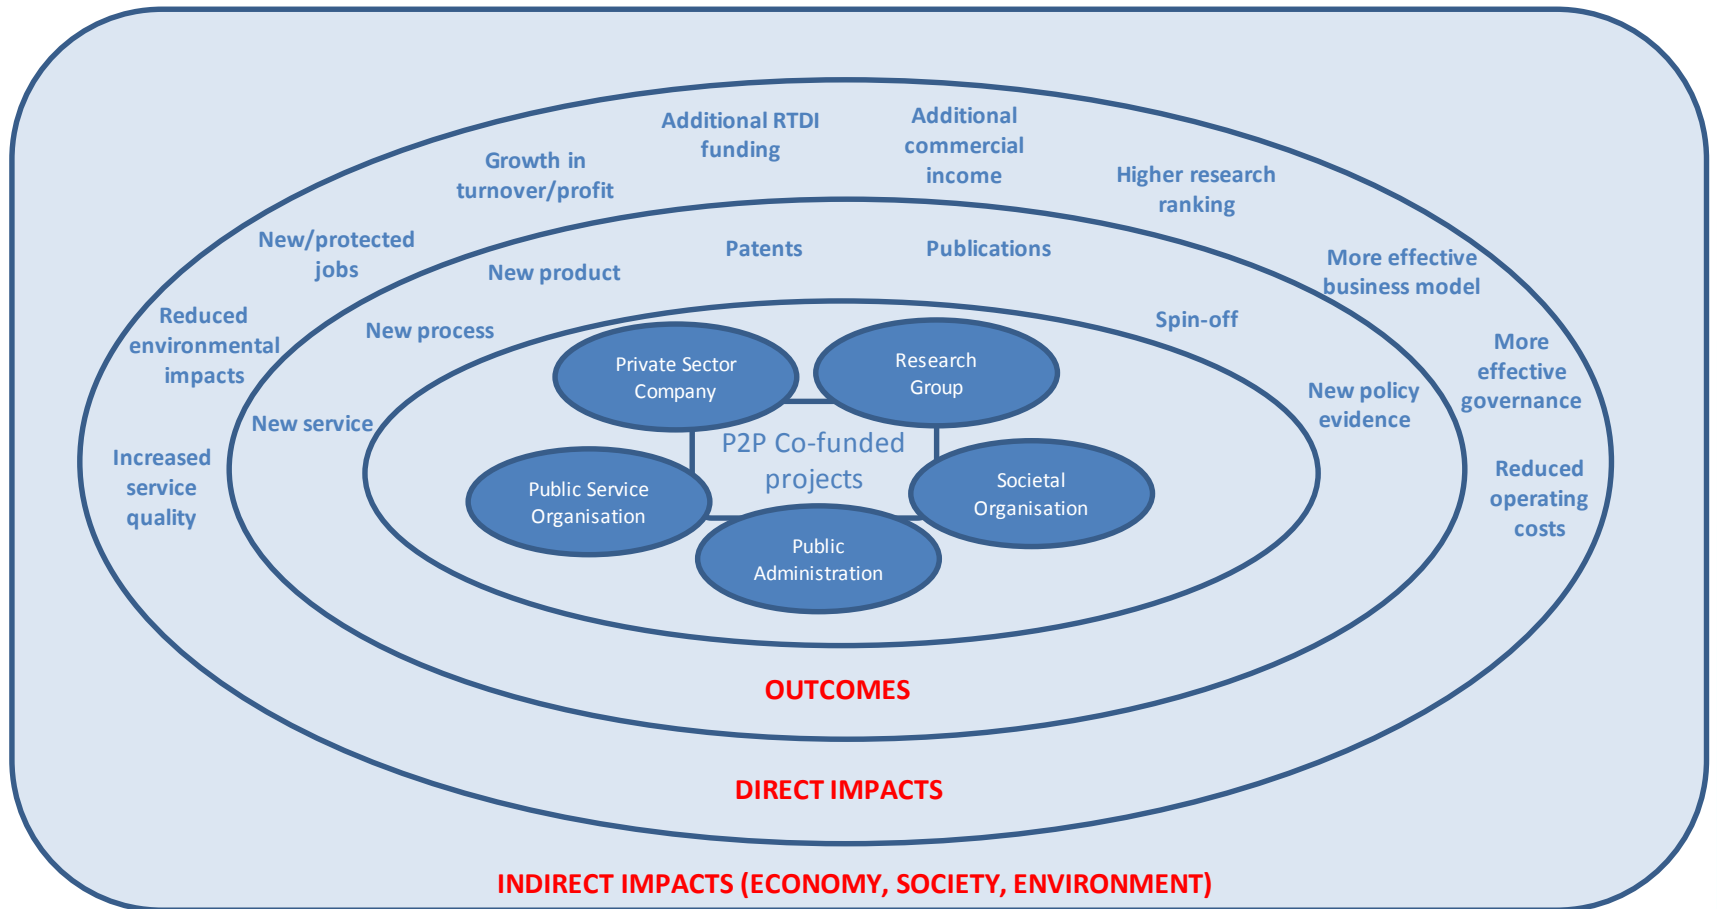 Additional RTDI
funding
Additional
commercial
income
Growth in
turnover/profit
Higher research
ranking
New/protected
jobs
More effective
business model
Reduced
environmental
impacts
More
effective
governance
Increased
service
quality
Reduced
operating
costs
Patents
Publications
New product
New process
Spin-off
New service
New policy
evidence
Private Sector
Company
Research
Group
P2P Co-funded
projects
Public Service
Organisation
Societal
Organisation
Public
Administration
OUTCOMES
DIRECT IMPACTS
INDIRECT IMPACTS (ECONOMY, SOCIETY, ENVIRONMENT)